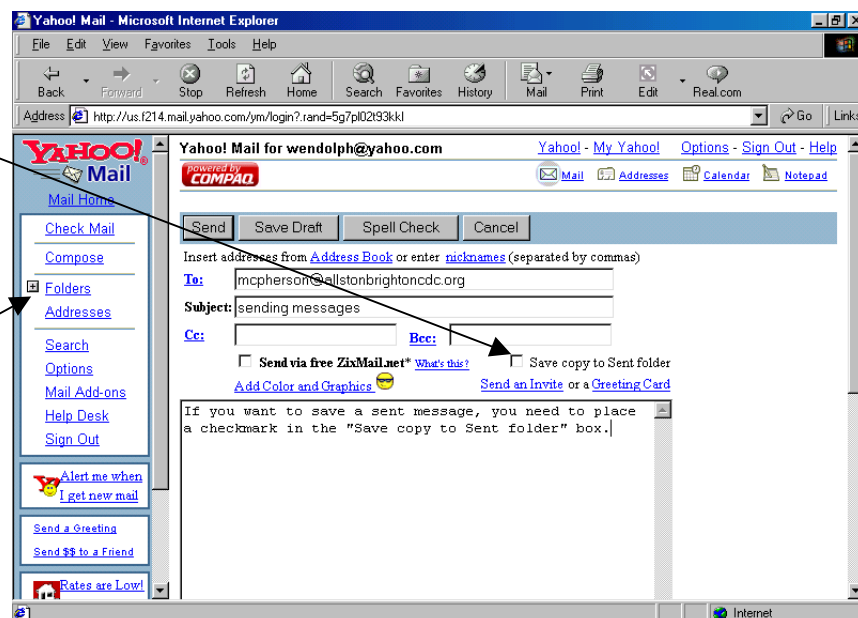 Yahoo! Mail - Microsoft Internet Explorer
File Edit View Favorites Tools Help
Back Forward Stop Refresh Home Search Favorites History Mail Print Edit Real.com
Address http://us.f214.mail.yahoo.com/ym/login?.rand=5g7pl02t93kkl Go Links
YAHOO! Mail
Mail Home
Check Mail
Compose
Folders
Addresses
Search
Options
Mail Add-ons
Help Desk
Sign Out
Alert me when
I get new mail
Send a Greeting
Send $$ to a Friend
Rates are Low!
Yahoo! Mail for wendolph@yahoo.com Yahoo! - My Yahoo! Options - Sign Out - Help
powered by
COMPAQ Mail Addresses Calendar Notepad
Send Save Draft Spell Check Cancel
Insert addresses from Address Book or enter nicknames (separated by commas)
To: mcpherson@allstonbrightoncdc.org
Subject: sending messages
Cc: Bcc:
Send via free ZixMail.net* What's this? Save copy to Sent folder
Add Color and Graphics Send an Invite or a Greeting Card
If you want to save a sent message, you need to place
a checkmark in the "Save copy to Sent folder" box.
Internet